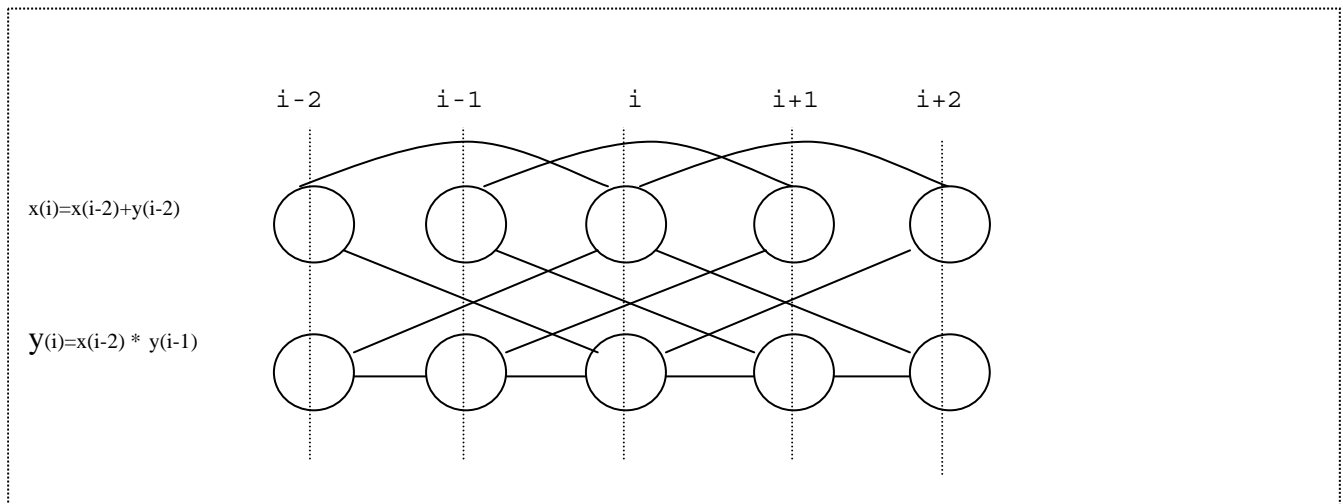 i-2 i-1 i i+1 i+2
x(i)=x(i-2)+y(i-2)
y(i)=x(i-2) * y(i-1)